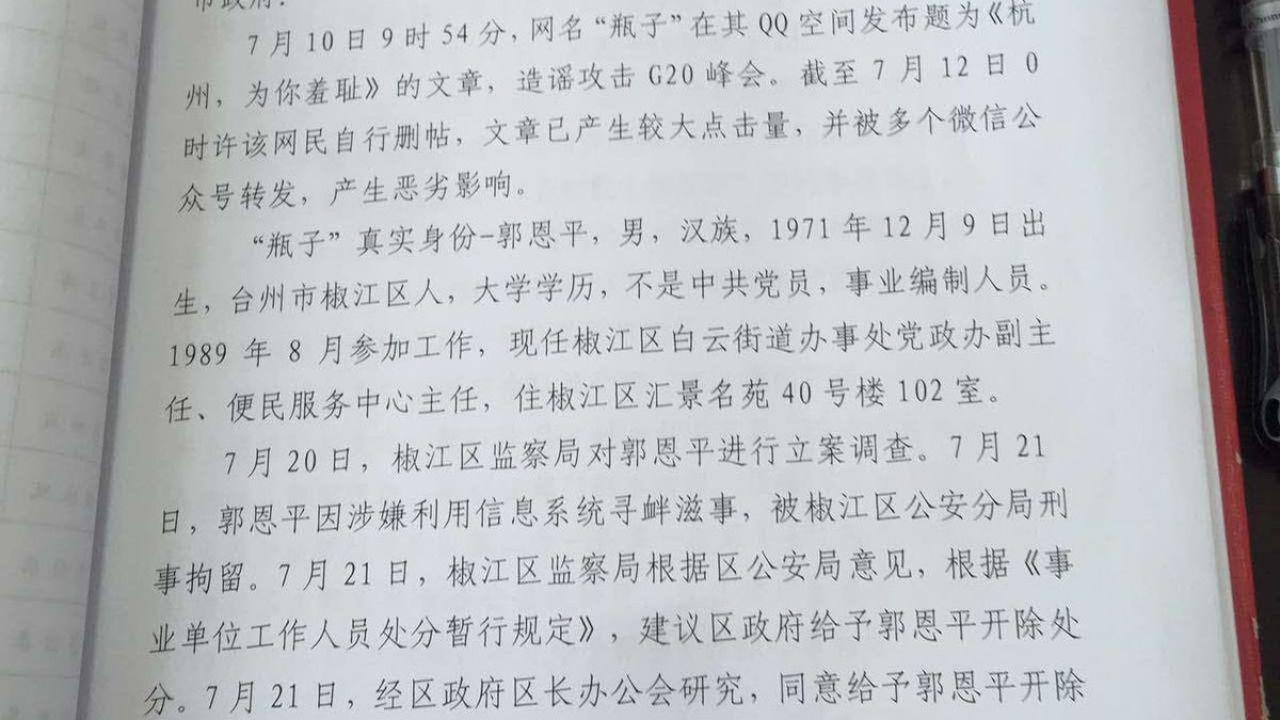 市政府：
7月10日9时54分，网名“瓶子”在其QQ空间发布题为《杭
州，为你羞耻》的文章，造谣攻击G20峰会。截至7月12日0
时许该网民自行删帖，文章已产生较大点击量，并被多个微信公
众号转发，产生恶劣影响。
“瓶子”真实身份-郭恩平，男，汉族，1971年12月9日出
生，台州市椒江区人，大学学历，不是中共党员，事业编制人员。
1989年8月参加工作，现任椒江区白云街道办事处党政办副主
任、便民服务中心主任，住椒江区汇景名苑40号楼102室。
7月20日，椒江区监察局对郭恩平进行立案调查。7月21
日，郭恩平因涉嫌利用信息系统寻衅滋事，被椒江区公安分局刑
事拘留。7月21日，椒江区监察局根据区公安局意见，根据《事
业单位工作人员处分暂行规定》，建议区政府给予郭恩平开除处
分。7月21日，经区政府区长办公会研究，同意给予郭恩平开除